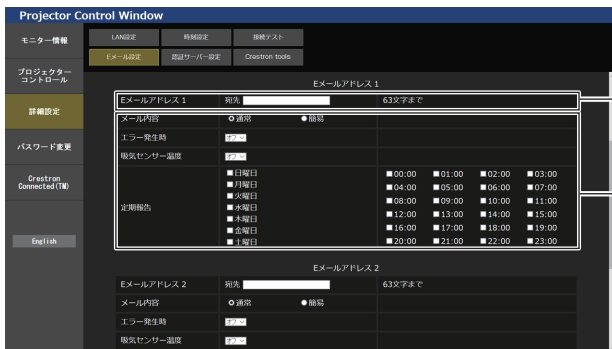 Projector Control Window
モニター情報
プロジェクター
コントロール
詳細設定
パスワード変更
Crestron
Connected(TM)
English
LAN設定 時刻設定 接続テスト
Eメール設定 認証サーバー設定 Crestron tools
Eメールアドレス 1
Eメールアドレス 1 宛先 63文字まで
メール内容 通常 簡易
エラー発生時 オフ
吸気センサー温度 オフ
定期報告
日曜日 00:00 01:00 02:00 03:00
月曜日 04:00 05:00 06:00 07:00
火曜日 08:00 09:00 10:00 11:00
水曜日 12:00 13:00 14:00 15:00
木曜日 16:00 17:00 18:00 19:00
金曜日 20:00 21:00 22:00 23:00
土曜日
Eメールアドレス 2
Eメールアドレス 2 宛先 63文字まで
メール内容 通常 簡易
エラー発生時 オフ
吸気センサー温度 オフ